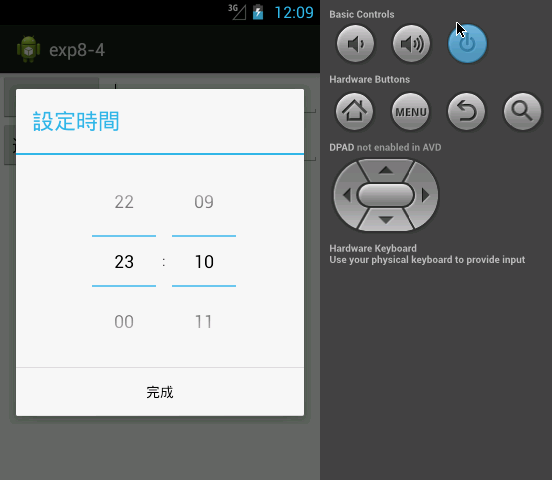 3G 12:09
exp8-4
設定時間
22 09
23 : 10
00 11
完成
Basic Controls
Hardware Buttons
MENU
DPAD not enabled in AVD
Hardware Keyboard
Use your physical keyboard to provide input